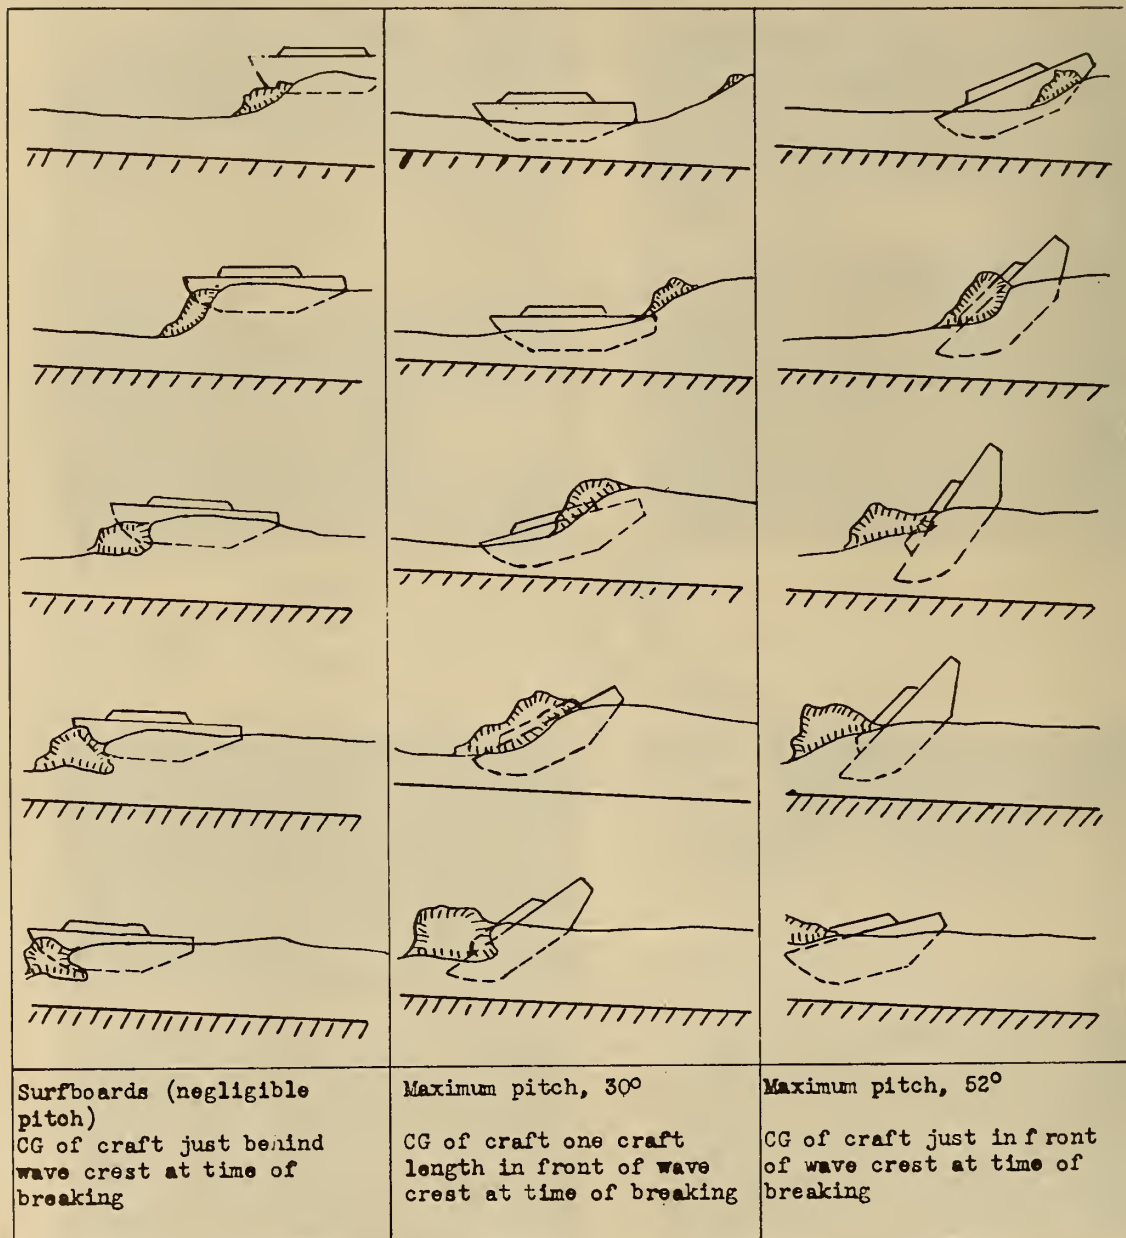 Surfboards (negligible
pitch)
CG of craft just behind
wave crest at time of
breaking
Maximum pitch, 30°
CG of craft one craft
length in front of wave
crest at time of breaking
Maximum pitch, 52°
CG of craft just in front
of wave crest at time of
breaking